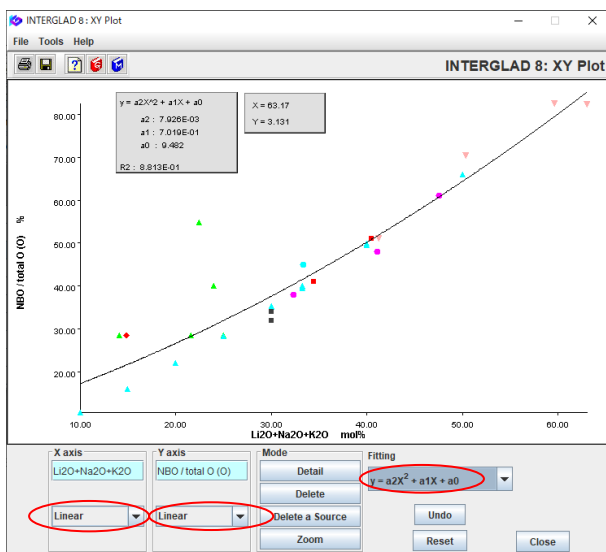 INTERGLAD 8: XY Plot
File Tools Help
INTERGLAD 8: XY Plot
y = a2X^2 + a1X + a0
a2 : 7.926E-03
a1 : 7.019E-01
a0 : 9.482
R2 : 8.813E-01
X = 63.17
Y = 3.131
80.00
70.00
60.00
50.00
40.00
30.00
20.00
NBO / total O (O) %
10.00 20.00 30.00 40.00 50.00 60.00
Li2O+Na2O+K2O mol%
X axis
Li2O+Na2O+K2O
Linear
Y axis
NBO / total O (O)
Linear
Mode
Detail
Delete
Delete a Source
Zoom
Fitting
y = a2X² + a1X + a0
Undo
Reset
Close